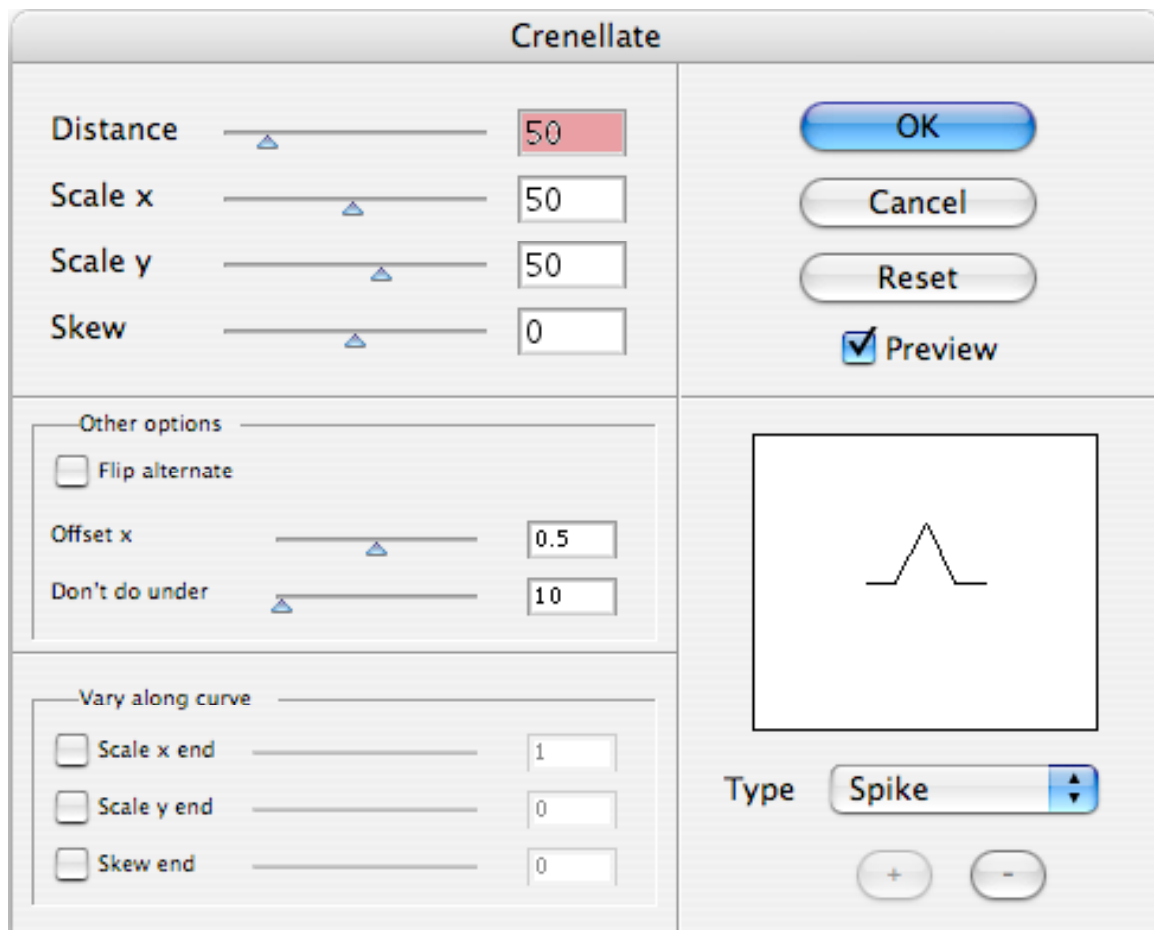 Crenellate
Distance 50
Scale x 50
Scale y 50
Skew 0
OK
Cancel
Reset
Preview
Other options
Flip alternate
Offset x 0.5
Don't do under 10
Vary along curve
Scale x end 1
Scale y end 0
Skew end 0
Type Spike
+ -